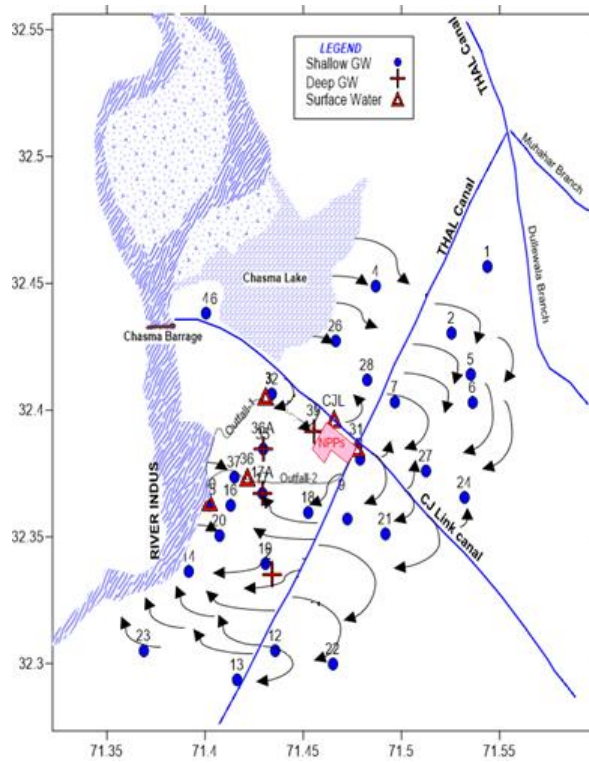 32.55
32.5
32.45
32.4
32.35
32.3
LEGEND
Shallow GW
Deep GW
Surface Water
THAL Canal
Muhahar Branch
Dullewala Branch
THAL Canal
1
Chasma Lake
4
46
2
Chasma Barrage
26
5
28
6
7
32
CJL
Outfall-1
39
36A
31
NPPs
37
36
17A
Outfall-2
27
16
9
24
18
CJ Link canal
RIVER INDUS
20
21
19
14
23
12
22
13
71.35
71.4
71.45
71.5
71.55